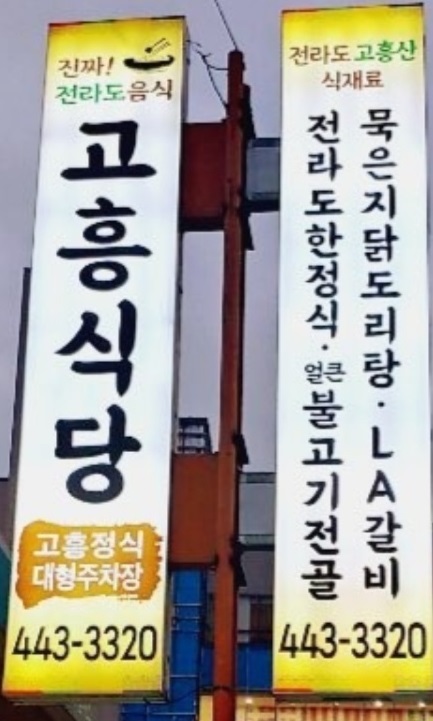 진짜!
전라도음식
고흥식당
고흥정식
대형주차장
443-3320
전라도고흥산
식재료
묵은지닭도리탕·LA갈비
전라도한정식·얼큰불고기전골
443-3320